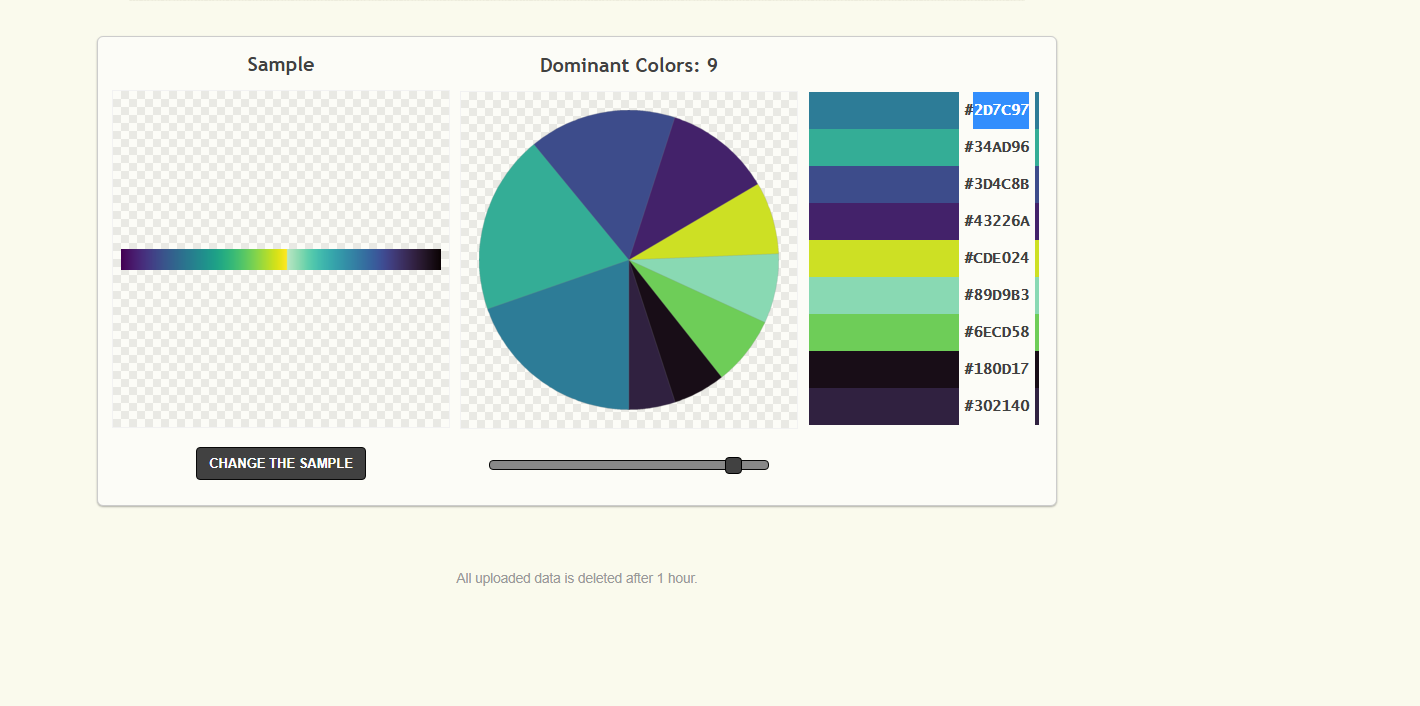 Sample
Dominant Colors: 9
#2D7C97
#34AD96
#3D4C8B
#43226A
#CDE024
#89D9B3
#6ECD58
#180D17
#302140
CHANGE THE SAMPLE
All uploaded data is deleted after 1 hour.